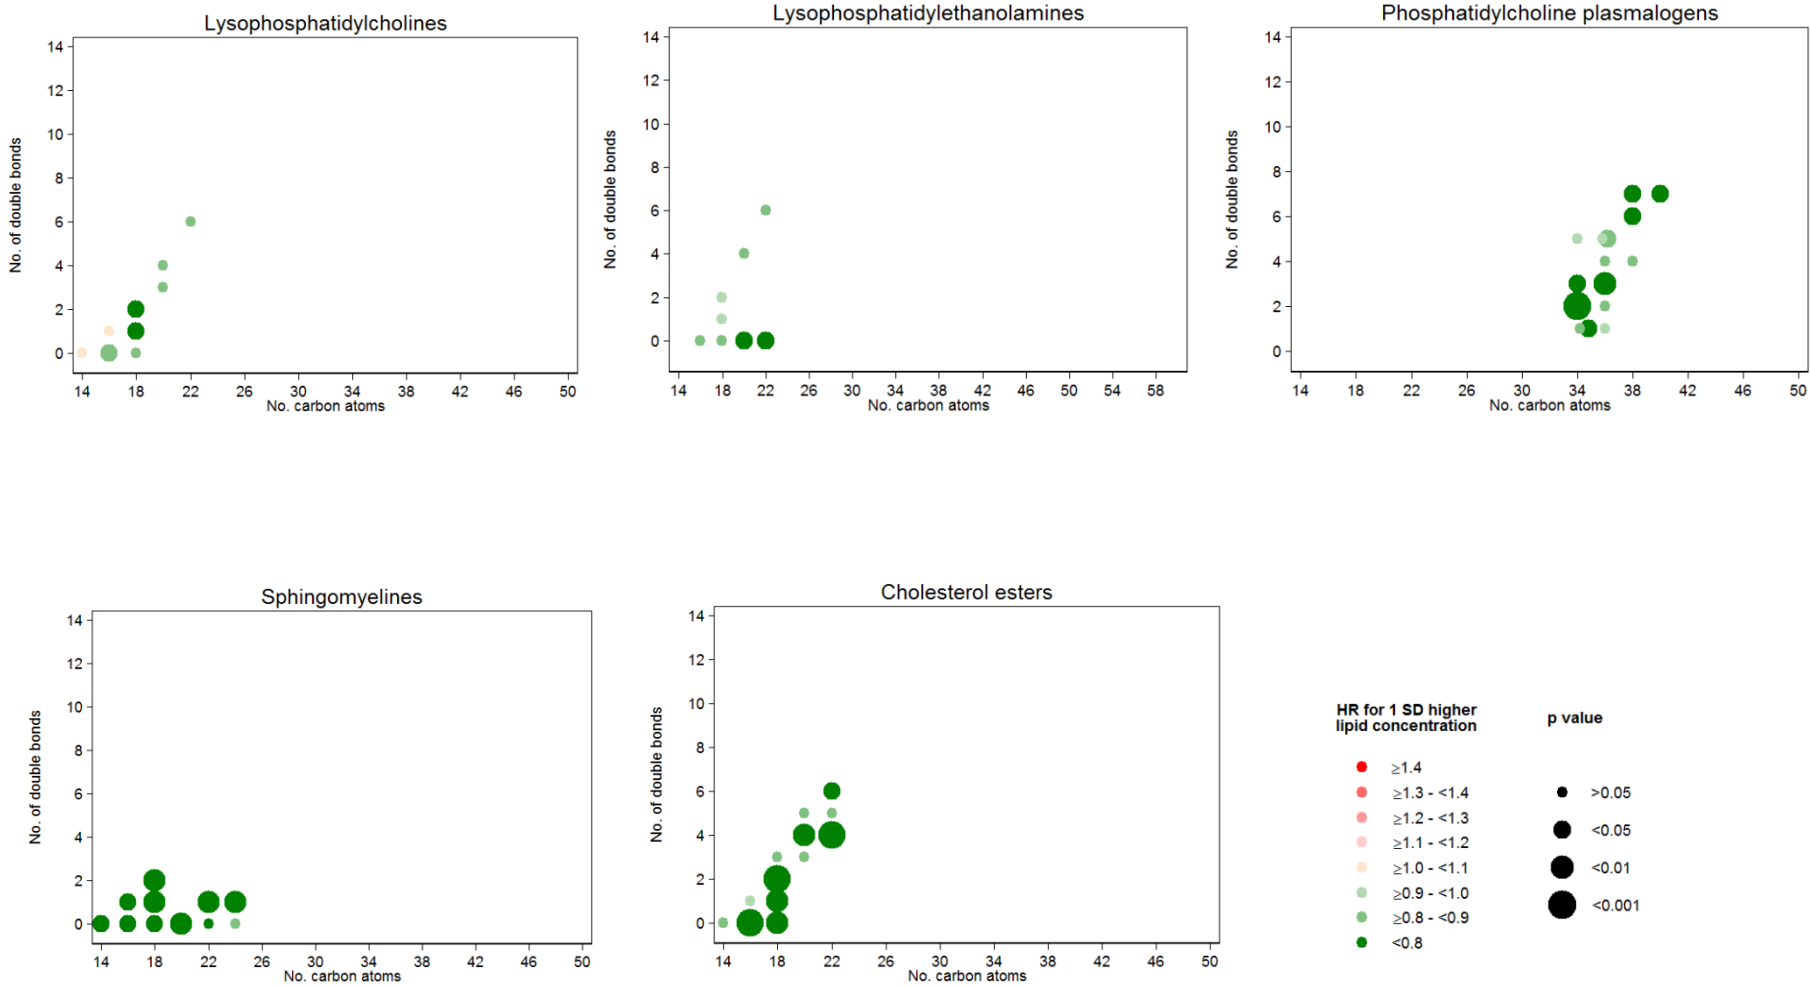 Lysophosphatidylcholines
No. of double bonds
14
12
10
8
6
4
2
0
14 18 22 26 30 34 38 42 46 50
No. carbon atoms
Lysophosphatidylethanolamines
No. of double bonds
14
12
10
8
6
4
2
0
14 18 22 26 30 34 38 42 46 50 54 58
No. carbon atoms
Phosphatidylcholine plasmalogens
No. of double bonds
14
12
10
8
6
4
2
0
14 18 22 26 30 34 38 42 46 50
No. carbon atoms
Sphingomyelines
No. of double bonds
14
12
10
8
6
4
2
0
14 18 22 26 30 34 38 42 46 50
No. carbon atoms
Cholesterol esters
No. of double bonds
14
12
10
8
6
4
2
0
14 18 22 26 30 34 38 42 46 50
No. carbon atoms
HR for 1 SD higher
lipid concentration
≥1.4
≥1.3 - <1.4
≥1.2 - <1.3
≥1.1 - <1.2
≥1.0 - <1.1
≥0.9 - <1.0
≥0.8 - <0.9
<0.8
p value
>0.05
<0.05
<0.01
<0.001